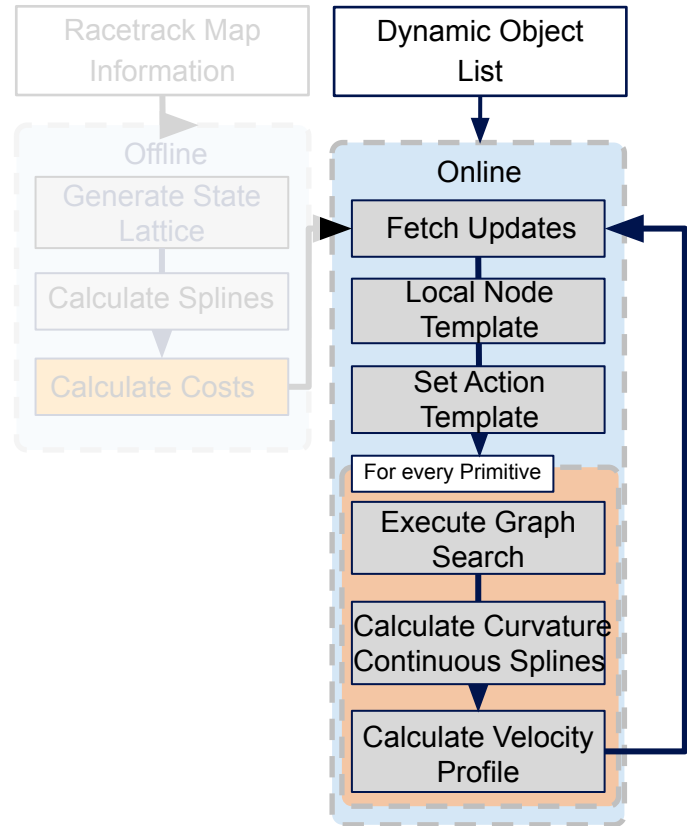 Racetrack Map
Information
Offline
Generate State
Lattice
Calculate Splines
Calculate Costs
Dynamic Object
List
Online
Fetch Updates
Local Node
Template
Set Action
Template
For every Primitive
Execute Graph
Search
Calculate Curvature
Continuous Splines
Calculate Velocity
Profile